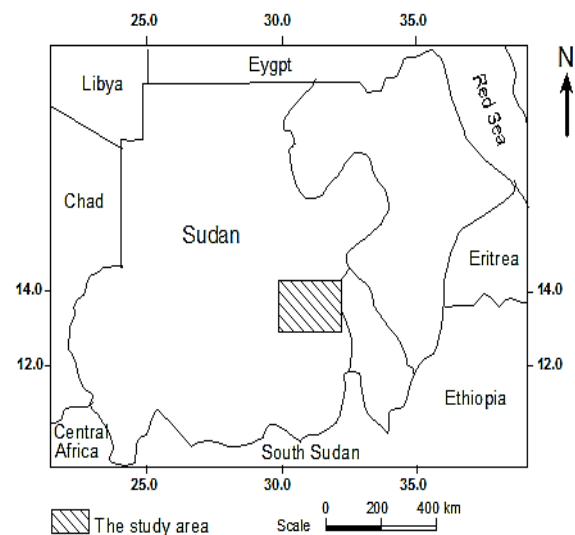 25.0 30.0 35.0
Eygpt
N
Libya
Red Sea
Chad
Sudan
Eritrea
14.0 14.0
12.0 12.0
Ethiopia
Central
Africa
South Sudan
25.0 30.0 35.0
The study area
0 200 400 km
Scale